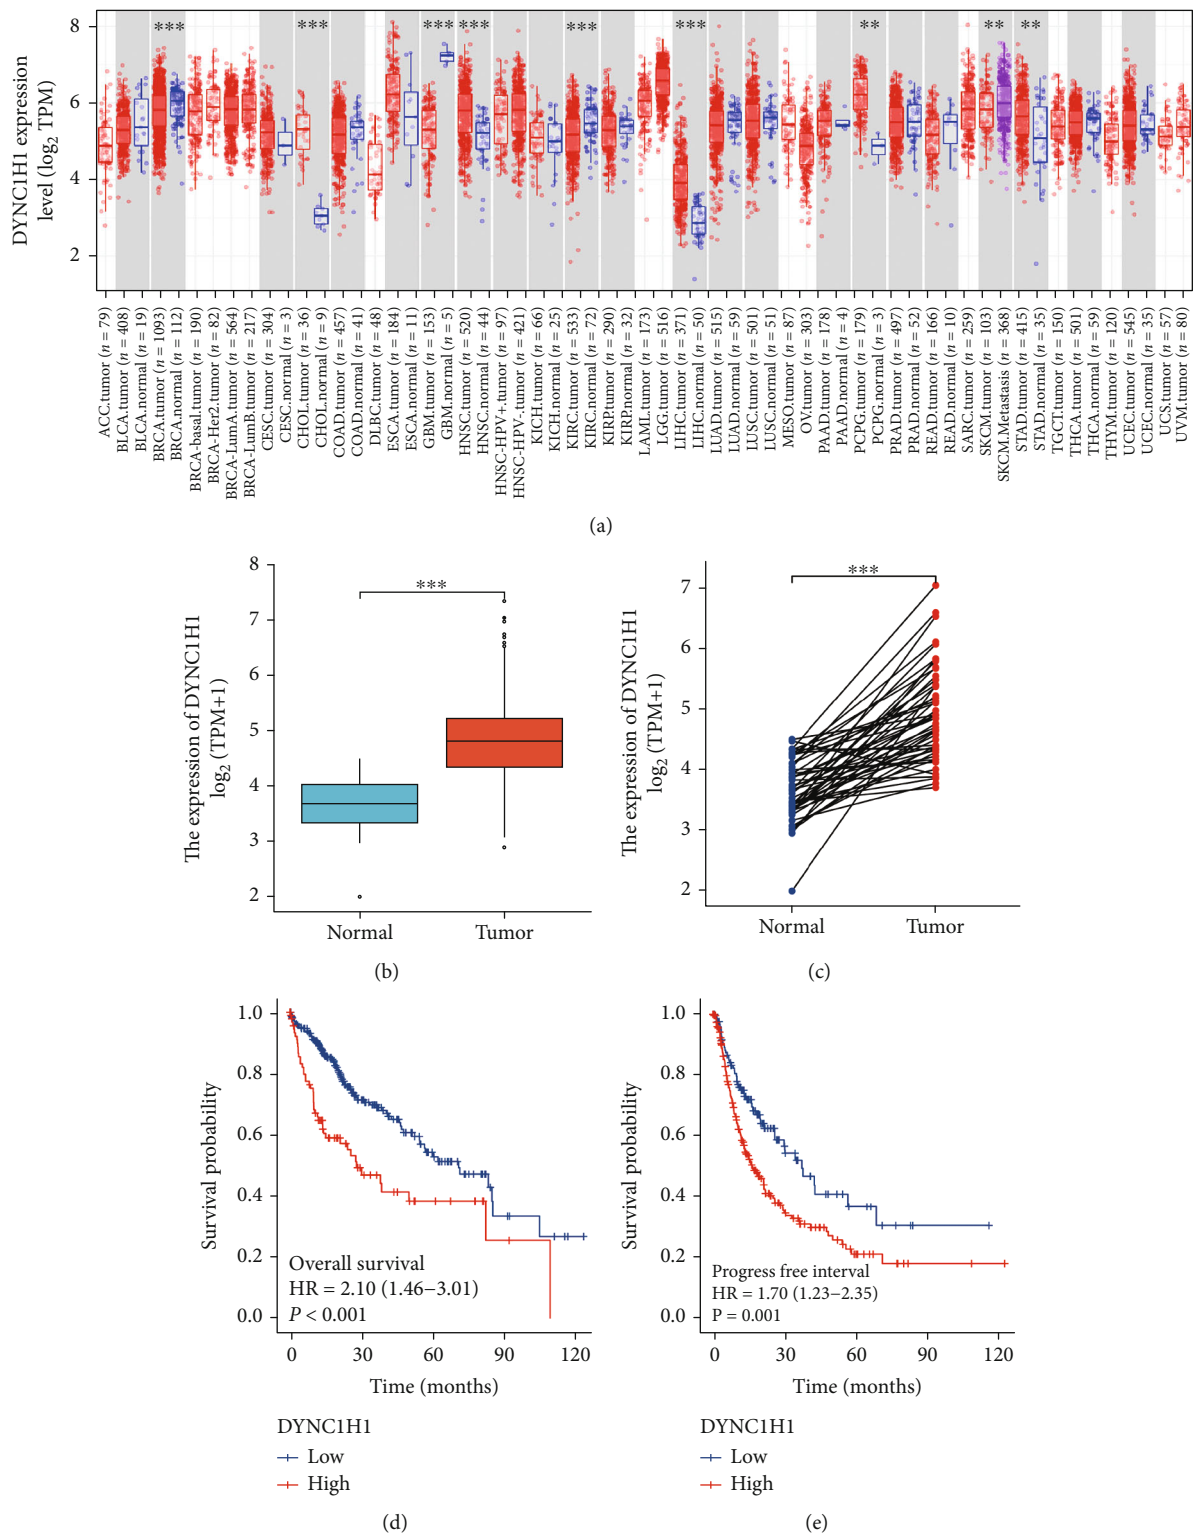 DYNC1H1 expression
level (log2 TPM)
8
6
4
2
*** *** *** *** *** *** ** ** **
ACC.tumor (n = 79)
BLCA.tumor (n = 408)
BLCA.normal (n = 19)
BRCA.tumor (n = 1093)
BRCA.normal (n = 112)
BRCA-basal.tumor (n = 190)
BRCA-Her2.tumor (n = 82)
BRCA-LumA.tumor (n = 564)
BRCA-LumB.tumor (n = 217)
CESC.tumor (n = 304)
CESC.normal (n = 3)
CHOL.tumor (n = 36)
CHOL.normal (n = 9)
COAD.tumor (n = 457)
COAD.normal (n = 41)
DLBC.tumor (n = 48)
ESCA.tumor (n = 184)
ESCA.normal (n = 11)
GBM.tumor (n = 153)
GBM.normal (n = 5)
HNSC.tumor (n = 520)
HNSC.normal (n = 44)
HNSC-HPV+.tumor (n = 97)
HNSC-HPV-.tumor (n = 421)
KICH.tumor (n = 66)
KICH.normal (n = 25)
KIRC.tumor (n = 533)
KIRC.normal (n = 72)
KIRP.tumor (n = 290)
KIRP.normal (n = 32)
LAML.tumor (n = 173)
LGG.tumor (n = 516)
LIHC.tumor (n = 371)
LIHC.normal (n = 50)
LUAD.tumor (n = 515)
LUAD.normal (n = 59)
LUSC.tumor (n = 501)
LUSC.normal (n = 51)
MESO.tumor (n = 87)
OV.tumor (n = 303)
PAAD.tumor (n = 178)
PAAD.normal (n = 4)
PCPG.tumor (n = 179)
PCPG.normal (n = 3)
PRAD.tumor (n = 497)
PRAD.normal (n = 52)
READ.tumor (n = 166)
READ.normal (n = 10)
SARC.tumor (n = 259)
SKCM.tumor (n = 103)
SKCM.Metastasis (n = 368)
STAD.tumor (n = 415)
STAD.normal (n = 35)
TGCT.tumor (n = 150)
THCA.tumor (n = 501)
THCA.normal (n = 59)
THYM.tumor (n = 120)
UCEC.tumor (n = 545)
UCEC.normal (n = 35)
UCS.tumor (n = 57)
UVM.tumor (n = 80)
(a)
The expression of DYNC1H1
log2 (TPM+1)
8
7
6
5
4
3
2
***
Normal Tumor
(b)
The expression of DYNC1H1
log2 (TPM+1)
7
6
5
4
3
2
***
Normal Tumor
(c)
Survival probability
1.0
0.8
0.6
0.4
0.2
0.0
Overall survival
HR = 2.10 (1.46–3.01)
P < 0.001
0 30 60 90 120
Time (months)
DYNC1H1
Low
High
(d)
Survival probability
1.0
0.8
0.6
0.4
0.2
0.0
Progress free interval
HR = 1.70 (1.23–2.35)
P = 0.001
0 30 60 90 120
Time (months)
DYNC1H1
Low
High
(e)